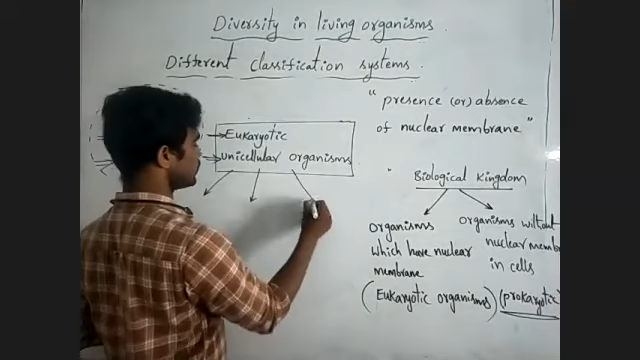 Diversity in living organisms
Different classification systems
"presence (or) absence
of nuclear membrane"
Eukaryotic
unicellular organisms
Biological Kingdom
organisms
which have nuclear
membrane
(Eukaryotic organisms)
organisms without
nuclear memb
in cells
(prokaryotic)